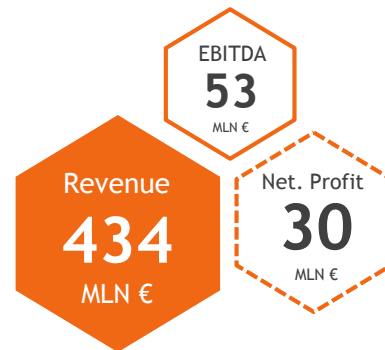 EBITDA
53
MLN €
Revenue
434
MLN €
Net. Profit
30
MLN €